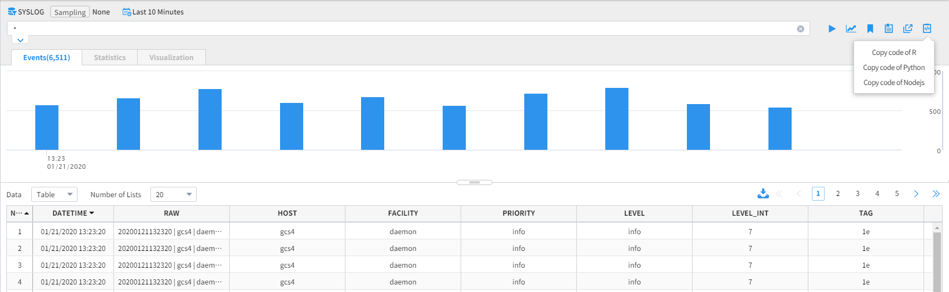 SYSLOG Sampling None Last 10 Minutes
*
Copy code of R
Copy code of Python
Copy code of Nodejs
Events(6,511) Statistics Visualization
500
0
13:23
01/21/2020
Data Table Number of Lists 20 1 2 3 4 5
N··· DATETIME RAW HOST FACILITY PRIORITY LEVEL LEVEL_INT TAG
1 01/21/2020 13:23:20 20200121132320 | gcs4 | daem··· gcs4 daemon info info 7 1e
2 01/21/2020 13:23:20 20200121132320 | gcs4 | daem··· gcs4 daemon info info 7 1e
3 01/21/2020 13:23:20 20200121132320 | gcs4 | daem··· gcs4 daemon info info 7 1e
4 01/21/2020 13:23:20 20200121132320 | gcs4 | daem··· gcs4 daemon info info 7 1e